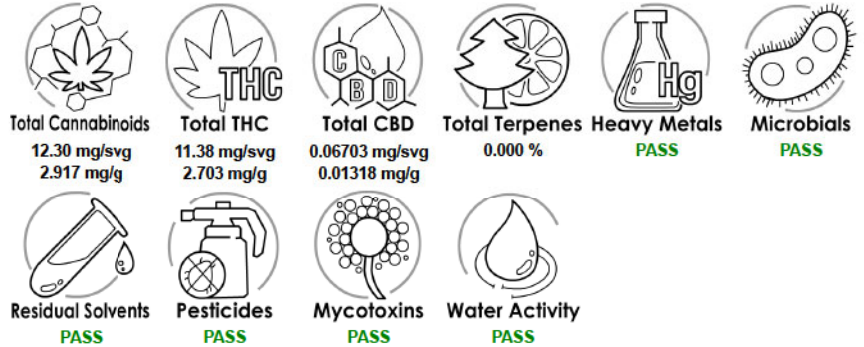 THC
C
B D
Hg
Total Cannabinoids Total THC Total CBD Total Terpenes Heavy Metals Microbials
12.30 mg/svg 11.38 mg/svg 0.06703 mg/svg 0.000 % PASS PASS
2.917 mg/g 2.703 mg/g 0.01318 mg/g
Residual Solvents Pesticides Mycotoxins Water Activity
PASS PASS PASS PASS